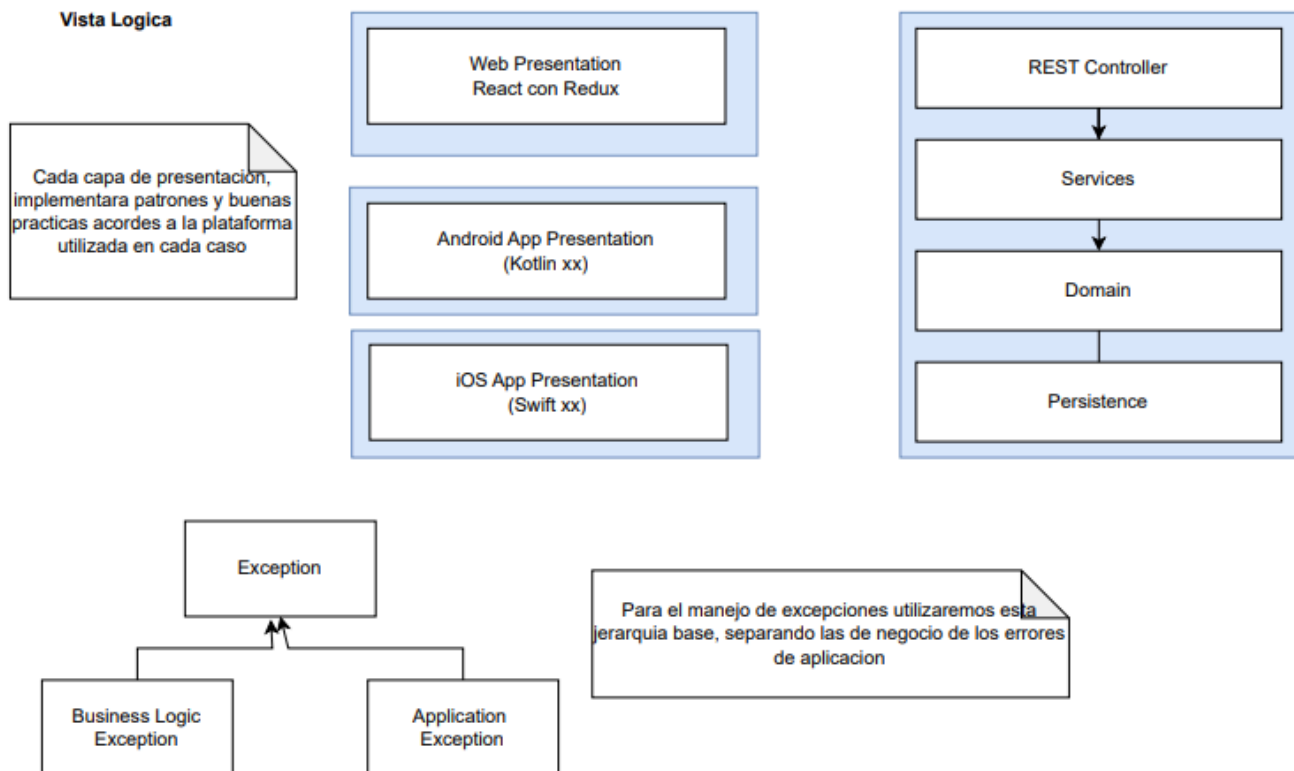 Vista Logica
Web Presentation
React con Redux
REST Controller
Cada capa de presentación,
implementara patrones y buenas
practicas acordes a la plataforma
utilizada en cada caso
Services
Android App Presentation
(Kotlin xx)
Domain
iOS App Presentation
(Swift xx)
Persistence
Exception
Para el manejo de excepciones utilizaremos esta
jerarquia base, separando las de negocio de los errores
de aplicacion
Business Logic
Exception
Application
Exception